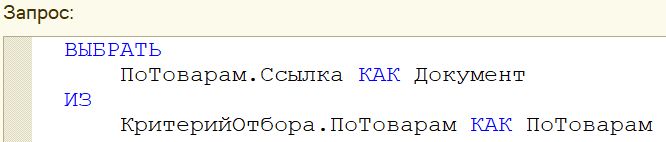 Запрос:
ВЫБРАТЬ
ПоТоварам.Ссылка КАК Документ
ИЗ
КритерийОтбора.ПоТоварам КАК ПоТоварам